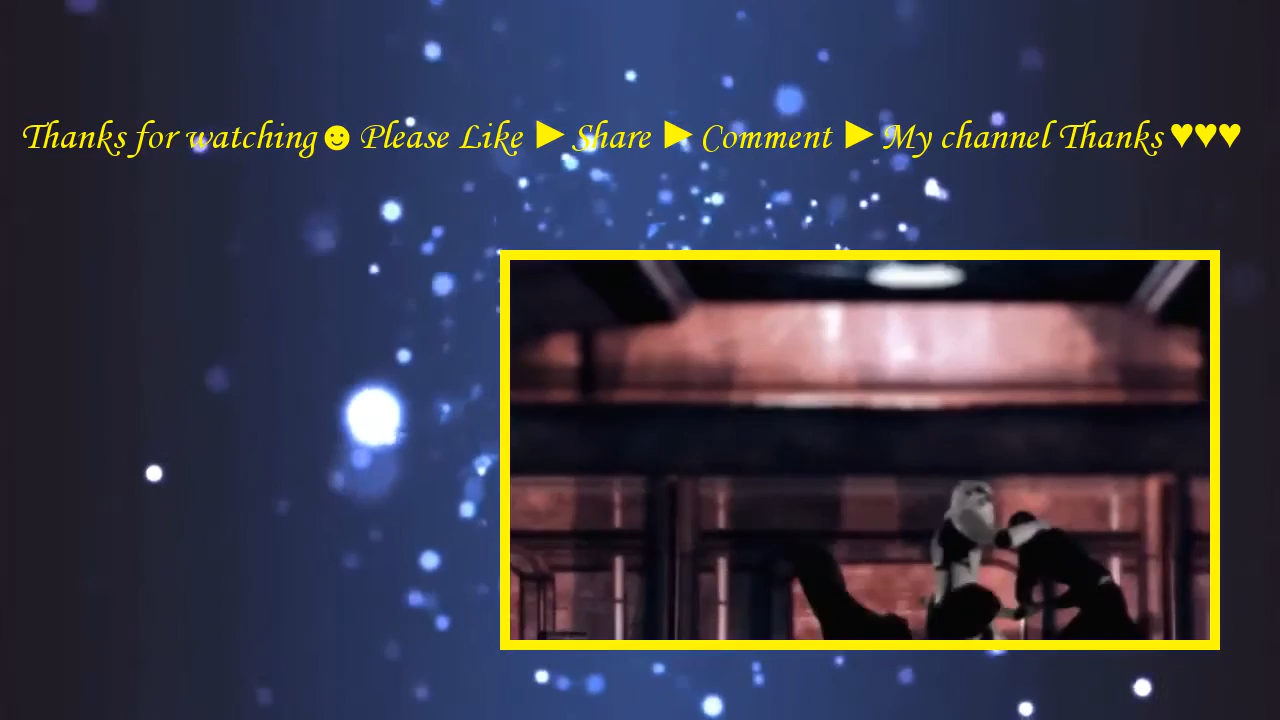 Thanks for watching☻Please Like ► Share ► Comment ► My channel Thanks ♥♥♥